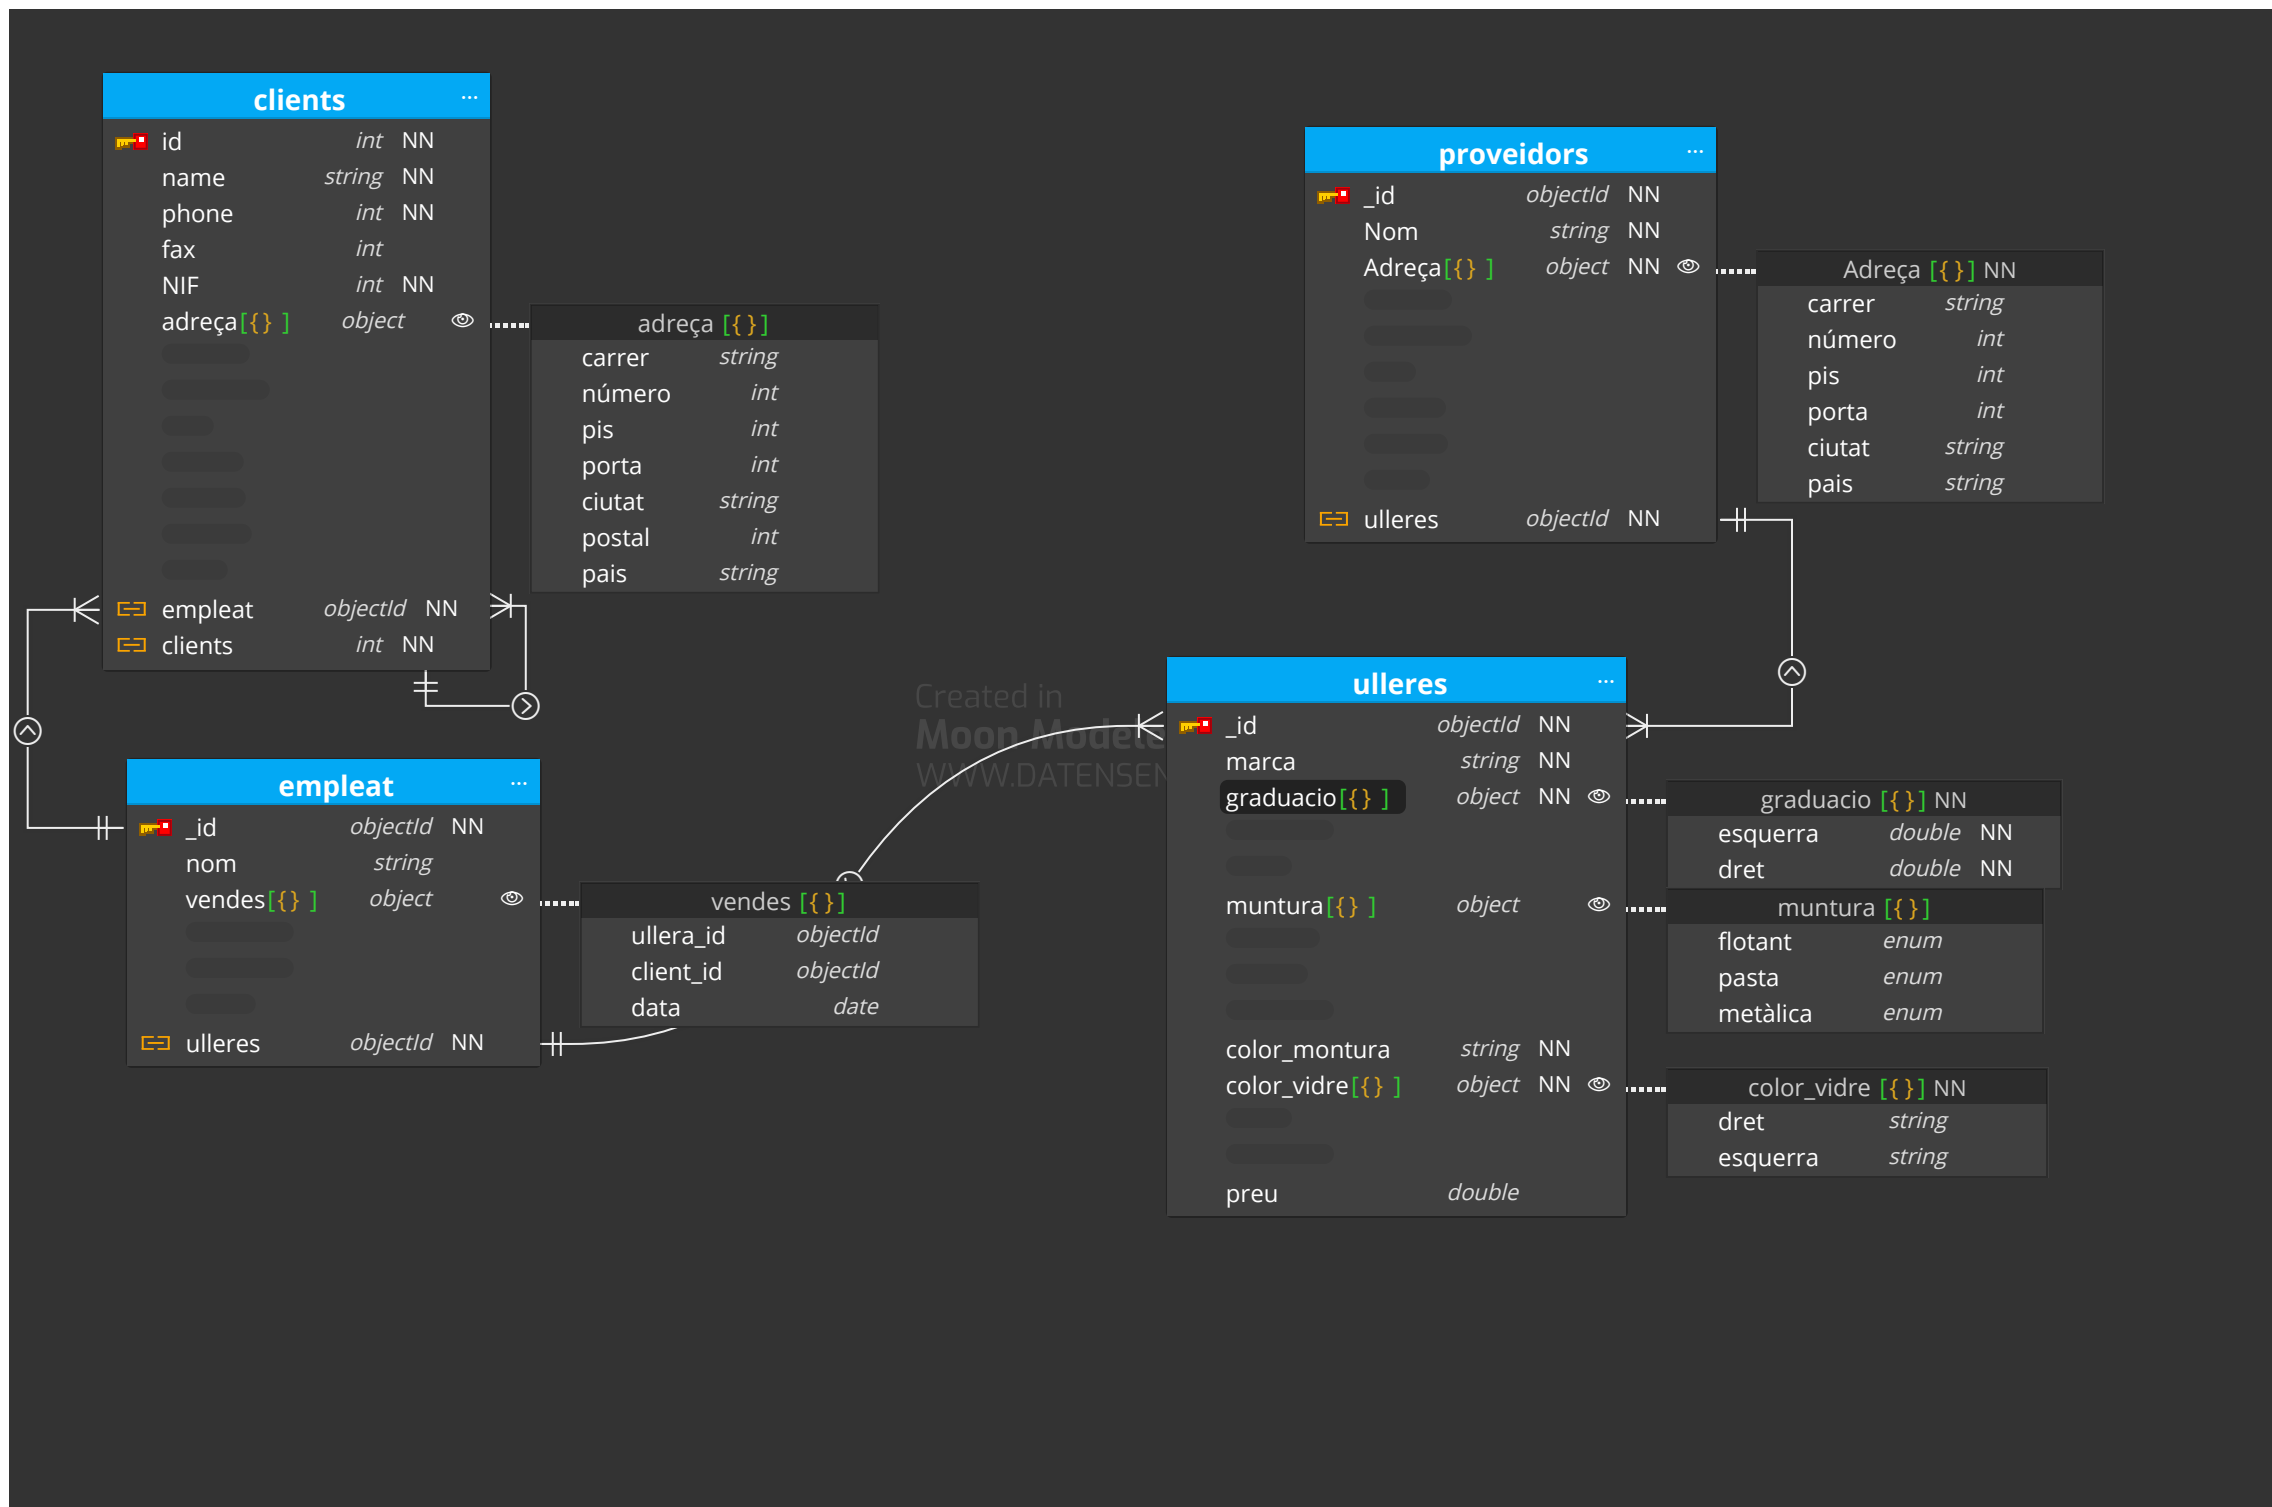 clients ...
id int NN
name string NN
phone int NN
fax int
NIF int NN
adreça[{} ] object
empleat objectId NN
clients int NN
adreça [{}]
carrer string
número int
pis int
porta int
ciutat string
postal int
pais string
proveidors ...
_id objectId NN
Nom string NN
Adreça[{} ] object NN
ulleres objectId NN
Adreça [{}] NN
carrer string
número int
pis int
porta int
ciutat string
pais string
Created in
Moon Modele
WWW.DATENSEN
empleat ...
_id objectId NN
nom string
vendes[{} ] object
ulleres objectId NN
vendes [{}]
ullera_id objectId
client_id objectId
data date
ulleres ...
_id objectId NN
marca string NN
graduacio[{} ] object NN
muntura[{} ] object
color_montura string NN
color_vidre[{} ] object NN
preu double
graduacio [{}] NN
esquerra double NN
dret double NN
muntura [{}]
flotant enum
pasta enum
metàlica enum
color_vidre [{}] NN
dret string
esquerra string